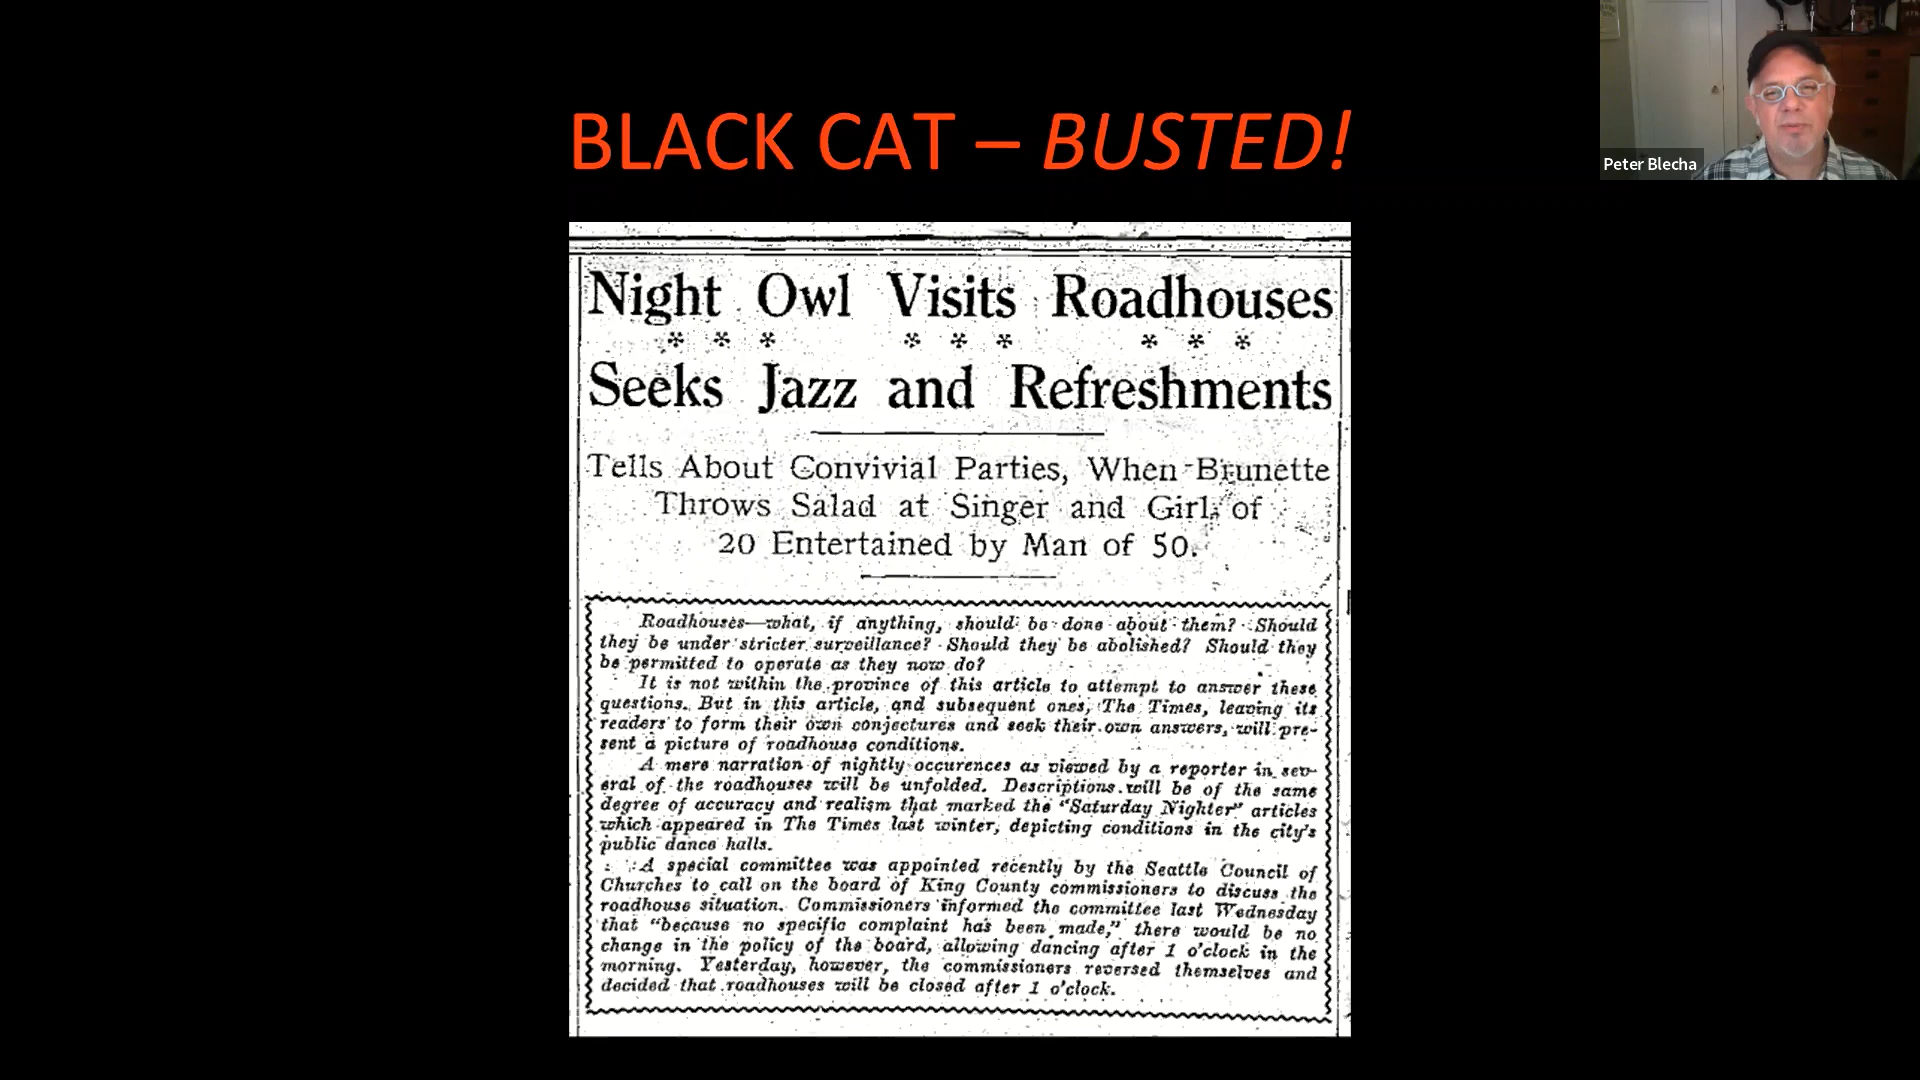 BLACK CAT – BUSTED!
Peter Blecha
Night Owl Visits Roadhouses
* * * * * * * * *
Seeks Jazz and Refreshments
Tells About Convivial Parties, When Brunette
Throws Salad at Singer and Girl of
20 Entertained by Man of 50.
Roadhouses—what, if anything, should be done about them? Should
they be under stricter surveillance? Should they be abolished? Should they
be permitted to operate as they now do?
It is not within the province of this article to attempt to answer these
questions. But in this article, and subsequent ones, The Times, leaving its
readers to form their own conjectures and seek their own answers, will pre-
sent a picture of roadhouse conditions.
A mere narration of nightly occurences as viewed by a reporter in sev-
eral of the roadhouses will be unfolded. Descriptions will be of the same
degree of accuracy and realism that marked the "Saturday Nighter" articles
which appeared in The Times last winter, depicting conditions in the city's
public dance halls.
A special committee was appointed recently by the Seattle Council of
Churches to call on the board of King County commissioners to discuss the
roadhouse situation. Commissioners informed the committee last Wednesday
that "because no specific complaint has been made," there would be no
change in the policy of the board, allowing dancing after 1 o'clock in the
morning. Yesterday, however, the commissioners reversed themselves and
decided that roadhouses will be closed after 1 o'clock.